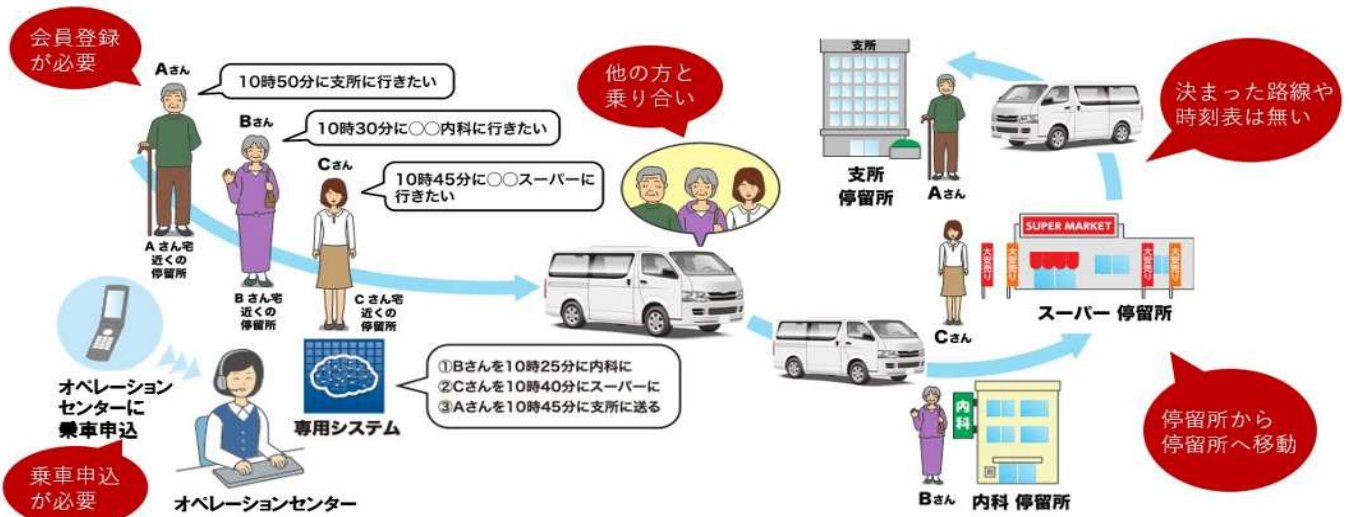 会員登録
が必要
Aさん
10時50分に支所に行きたい
Bさん
10時30分に○○内科に行きたい
Cさん
10時45分に○○スーパーに
行きたい
Aさん宅
近くの
停留所
Bさん宅
近くの
停留所
Cさん宅
近くの
停留所
他の方と
乗り合い
支所
支所
停留所
Aさん
決まった路線や
時刻表は無い
SUPER MARKET
大安売り
大安売り
大安売り
大安売り
スーパー 停留所
Cさん
オペレーション
センターに
乗車申込
乗車申込
が必要
オペレーションセンター
専用システム
①Bさんを10時25分に内科に
②Cさんを10時40分にスーパーに
③Aさんを10時45分に支所に送る
内科
Bさん
内科 停留所
停留所から
停留所へ移動